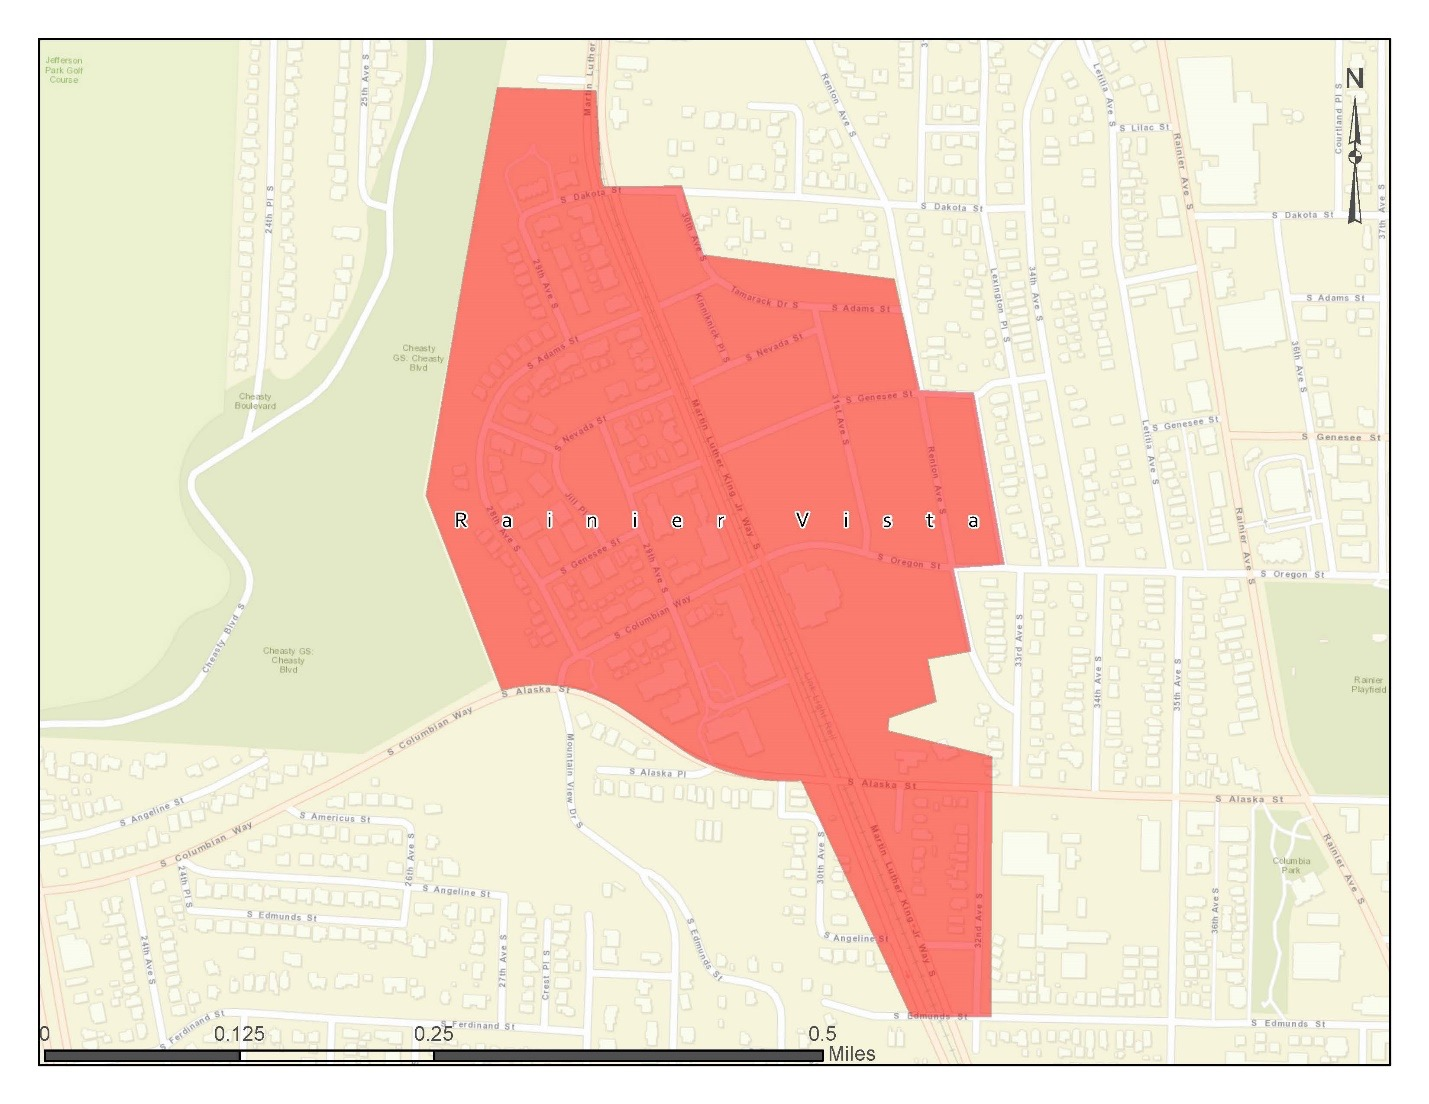 Jefferson
Park Golf
Course
25th Ave S
Martin Luther
Renton Ave S
3
Letitia Ave S
S Lilac St
Rainier Ave S
Courtland Pl S
N
24th Pl S
S Dakota St
30th Ave S
S Dakota St
S Dakota St
37th Ave S
29th Ave S
Kinnikinick Pl S
Tamarack Dr S
S Adams St
Lexington Pl S
34th Ave S
S Adams St
Cheasty
GS: Cheasty
Blvd
S Adams St
S Nevada St
36th Ave S
Cheasty
Boulevard
S Nevada St
Martin Luther King Jr Way S
31st Ave S
S Genesee St
Renton Ave S
Letitia Ave S
S Genesee St
S Genesee St
Jill Pl
28th Ave S
Rainier Vista
S Genesee St
29th Ave S
S Oregon St
Rainier Ave S
S Oregon St
Cheasty Blvd S
S Columbian Way
33rd Ave S
34th Ave S
35th Ave S
Cheasty GS:
Cheasty
Blvd
Rainier
Playfield
S Alaska St
S Columbian Way
Mountain View Dr S
S Alaska Pl
S Alaska St
S Alaska St
S Angeline St
S Americus St
S Columbian Way
26th Ave S
30th Ave S
Martin Luther King Jr Way S
Rainier Ave S
Columbia
Park
24th Pl S
S Angeline St
S Edmunds St
24th Ave S
27th Ave S
Crest Pl S
S Edmunds St
S Angeline St
32nd Ave S
36th Ave S
S Ferdinand St
S Ferdinand St
S Edmunds St
S Edmunds St
0 0.125 0.25 0.5
Miles